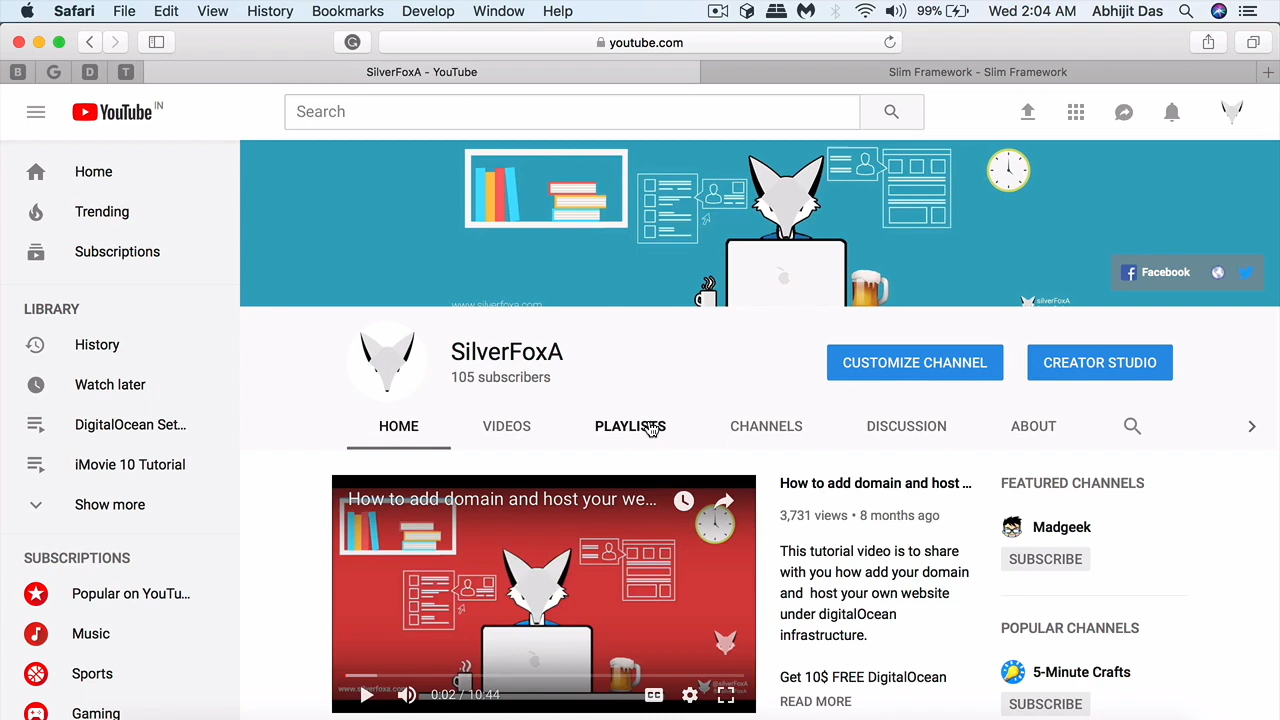 Safari File Edit View History Bookmarks Develop Window Help 99% Wed 2:04 AM Abhijit Das
youtube.com
B G D T SilverFoxA - YouTube Slim Framework - Slim Framework
YouTube IN
Search
Home
Trending
Subscriptions
LIBRARY
History
Watch later
DigitalOcean Set...
iMovie 10 Tutorial
Show more
SUBSCRIPTIONS
Popular on YouTu...
Music
Sports
Gaming
Facebook
www.silverfoxa.com
silverFoxA
SilverFoxA
105 subscribers
CUSTOMIZE CHANNEL
CREATOR STUDIO
HOME VIDEOS PLAYLISTS CHANNELS DISCUSSION ABOUT
How to add domain and host your we...
0:02 / 10:44
CC
How to add domain and host ...
3,731 views • 8 months ago
This tutorial video is to share
with you how add your domain
and host your own website
under digitalOcean
infrastructure.
Get 10$ FREE DigitalOcean
READ MORE
FEATURED CHANNELS
Madgeek
SUBSCRIBE
POPULAR CHANNELS
5-Minute Crafts
SUBSCRIBE